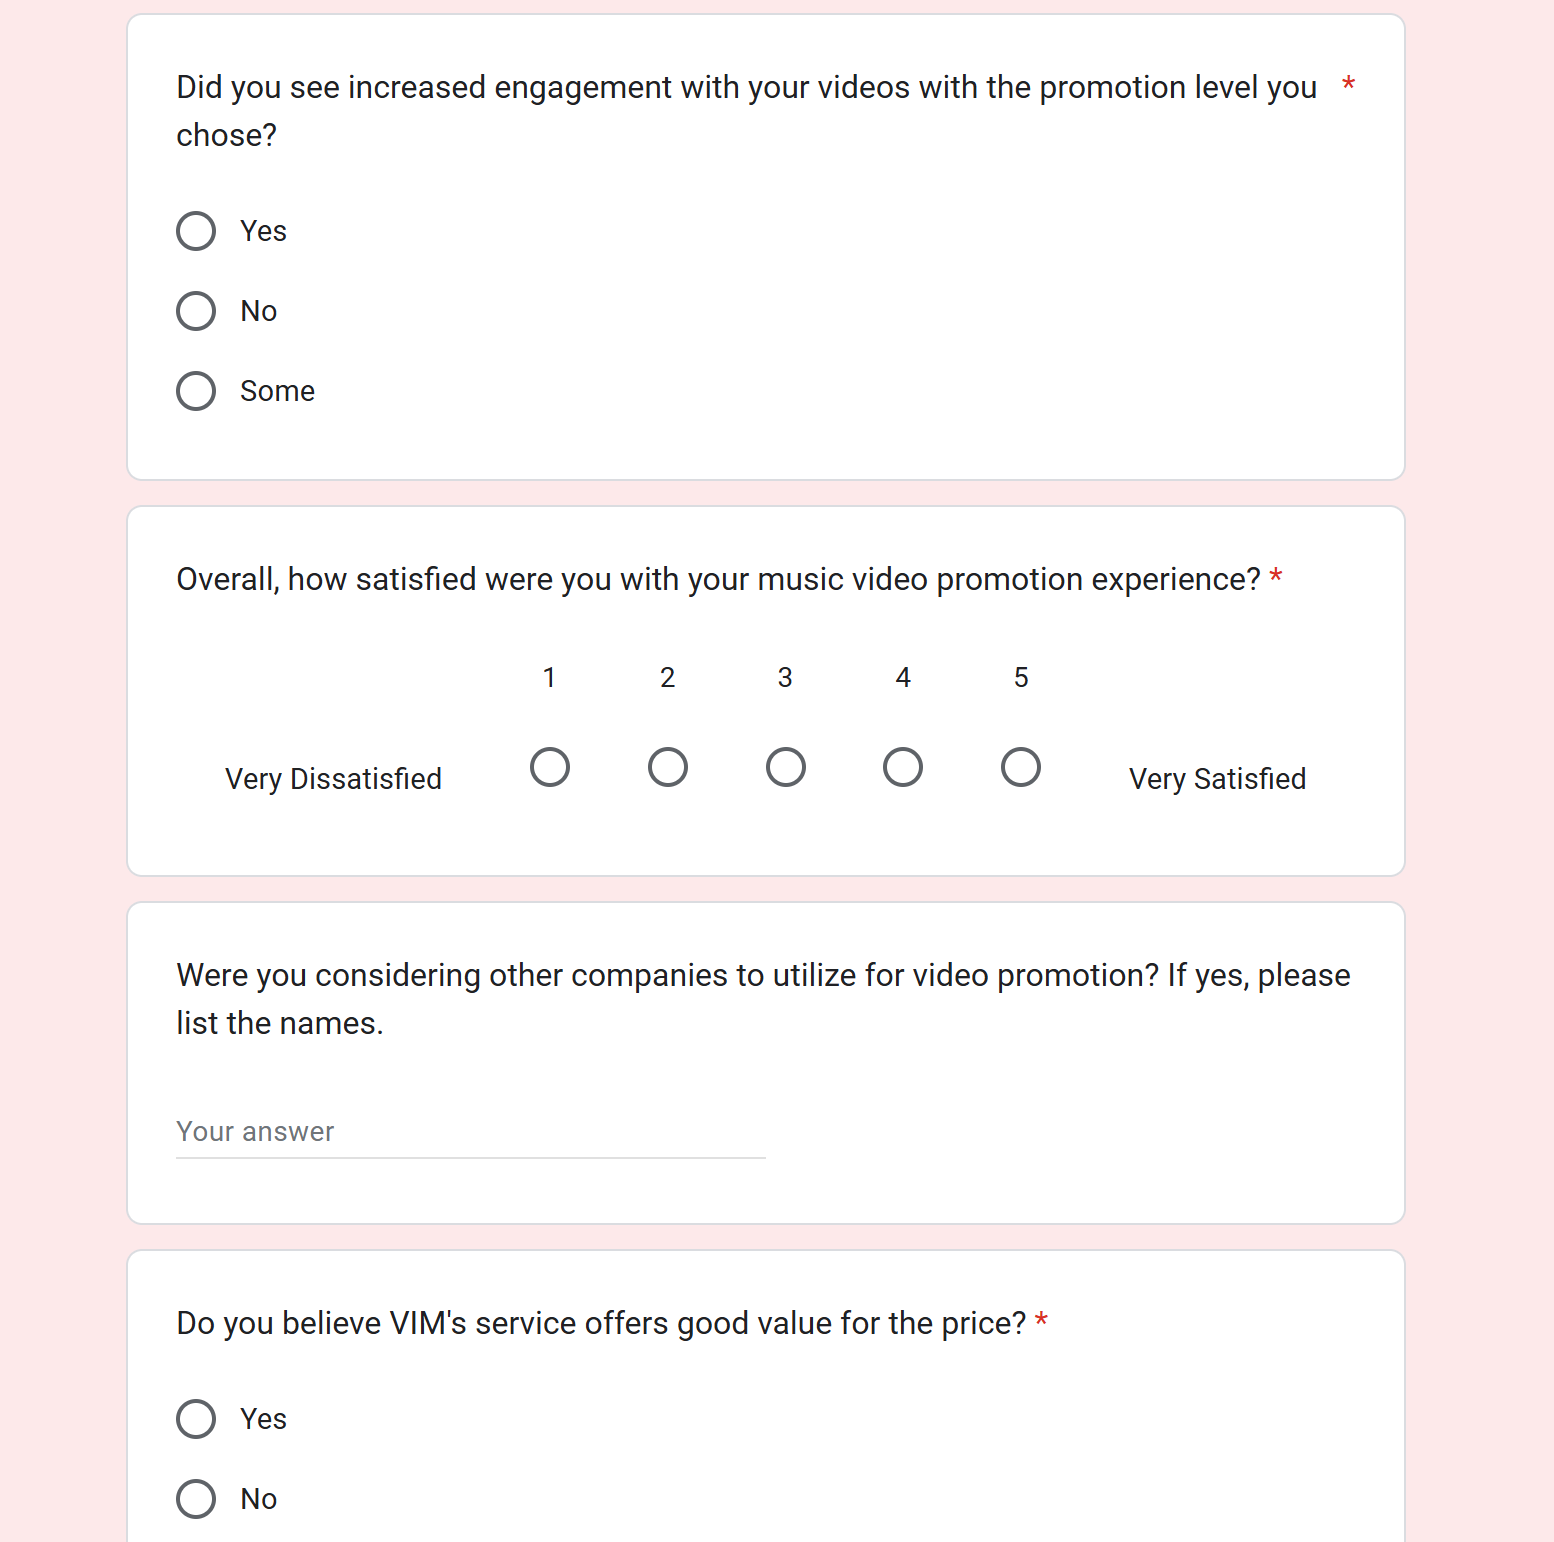 Did you see increased engagement with your videos with the promotion level you *
chose?
Yes
No
Some
Overall, how satisfied were you with your music video promotion experience? *
1 2 3 4 5
Very Dissatisfied Very Satisfied
Were you considering other companies to utilize for video promotion? If yes, please
list the names.
Your answer
Do you believe VIM's service offers good value for the price? *
Yes
No